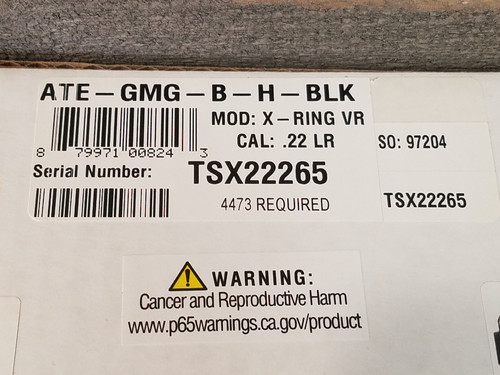 ATE-GMG-B-H-BLK
MOD: X-RING VR
CAL: .22 LR
8 79971 00824 3
Serial Number: TSX22265
4473 REQUIRED
SO: 97204
TSX22265
WARNING:
Cancer and Reproductive Harm
www.p65warnings.ca.gov/product